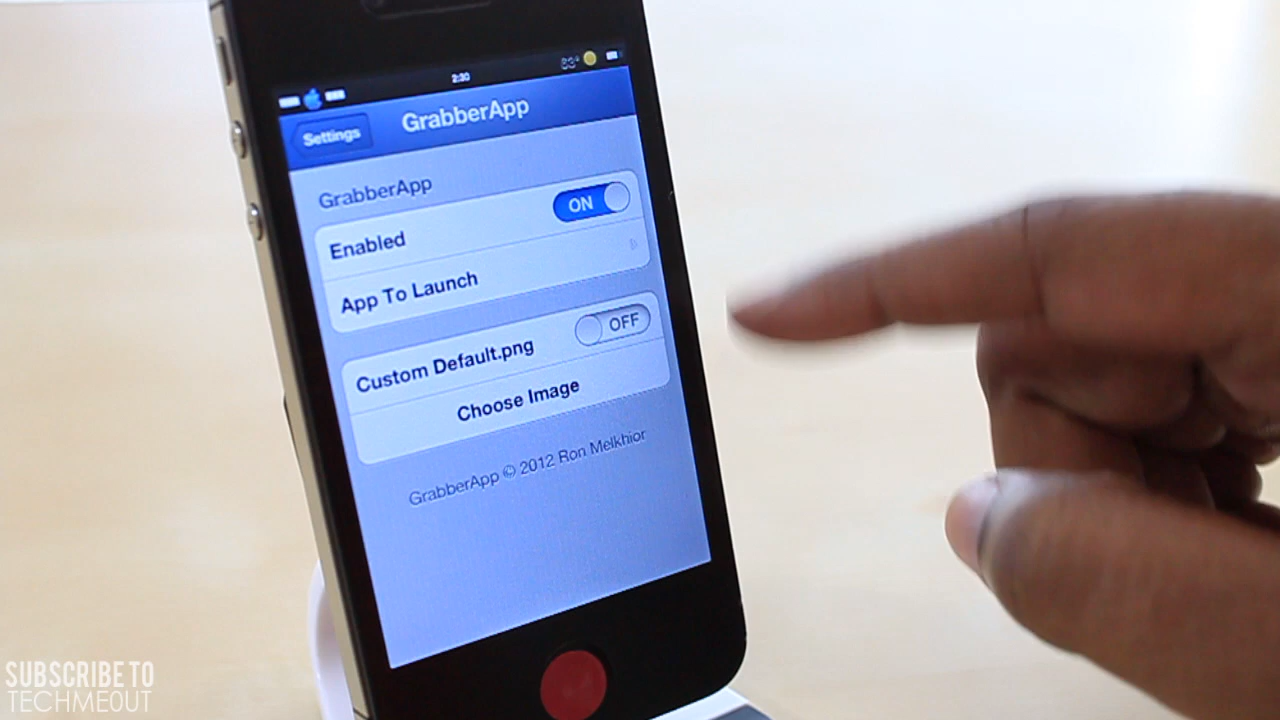 2:30
63°
Settings
GrabberApp
GrabberApp
Enabled
ON
App To Launch
Custom Default.png
OFF
Choose Image
GrabberApp © 2012 Ron Melkhior
SUBSCRIBE TO
TECHMEOUT